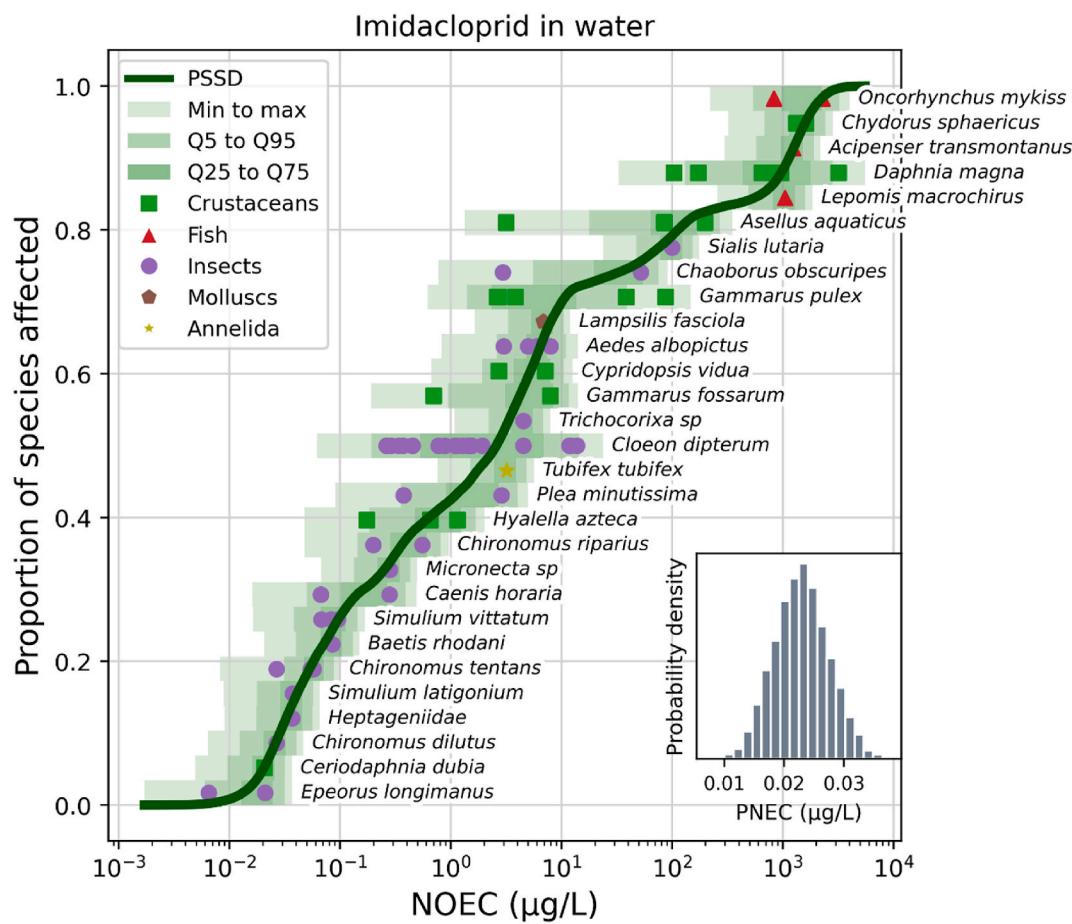 Imidacloprid in water
Proportion of species affected
1.0
0.8
0.6
0.4
0.2
0.0
PSSD
Min to max
Q5 to Q95
Q25 to Q75
Crustaceans
Fish
Insects
Molluscs
Annelida
Oncorhynchus mykiss
Chydorus sphaericus
Acipenser transmontanus
Daphnia magna
Lepomis macrochirus
Asellus aquaticus
Sialis lutaria
Chaoborus obscuripes
Gammarus pulex
Lampsilis fasciola
Aedes albopictus
Cypridopsis vidua
Gammarus fossarum
Trichocorixa sp
Cloeon dipterum
Tubifex tubifex
Plea minutissima
Hyalella azteca
Chironomus riparius
Micronecta sp
Caenis horaria
Simulium vittatum
Baetis rhodani
Chironomus tentans
Simulium latigonium
Heptageniidae
Chironomus dilutus
Ceriodaphnia dubia
Epeorus longimanus
Probability density
0.01 0.02 0.03
PNEC (µg/L)
10⁻³ 10⁻² 10⁻¹ 10⁰ 10¹ 10² 10³ 10⁴
NOEC (µg/L)